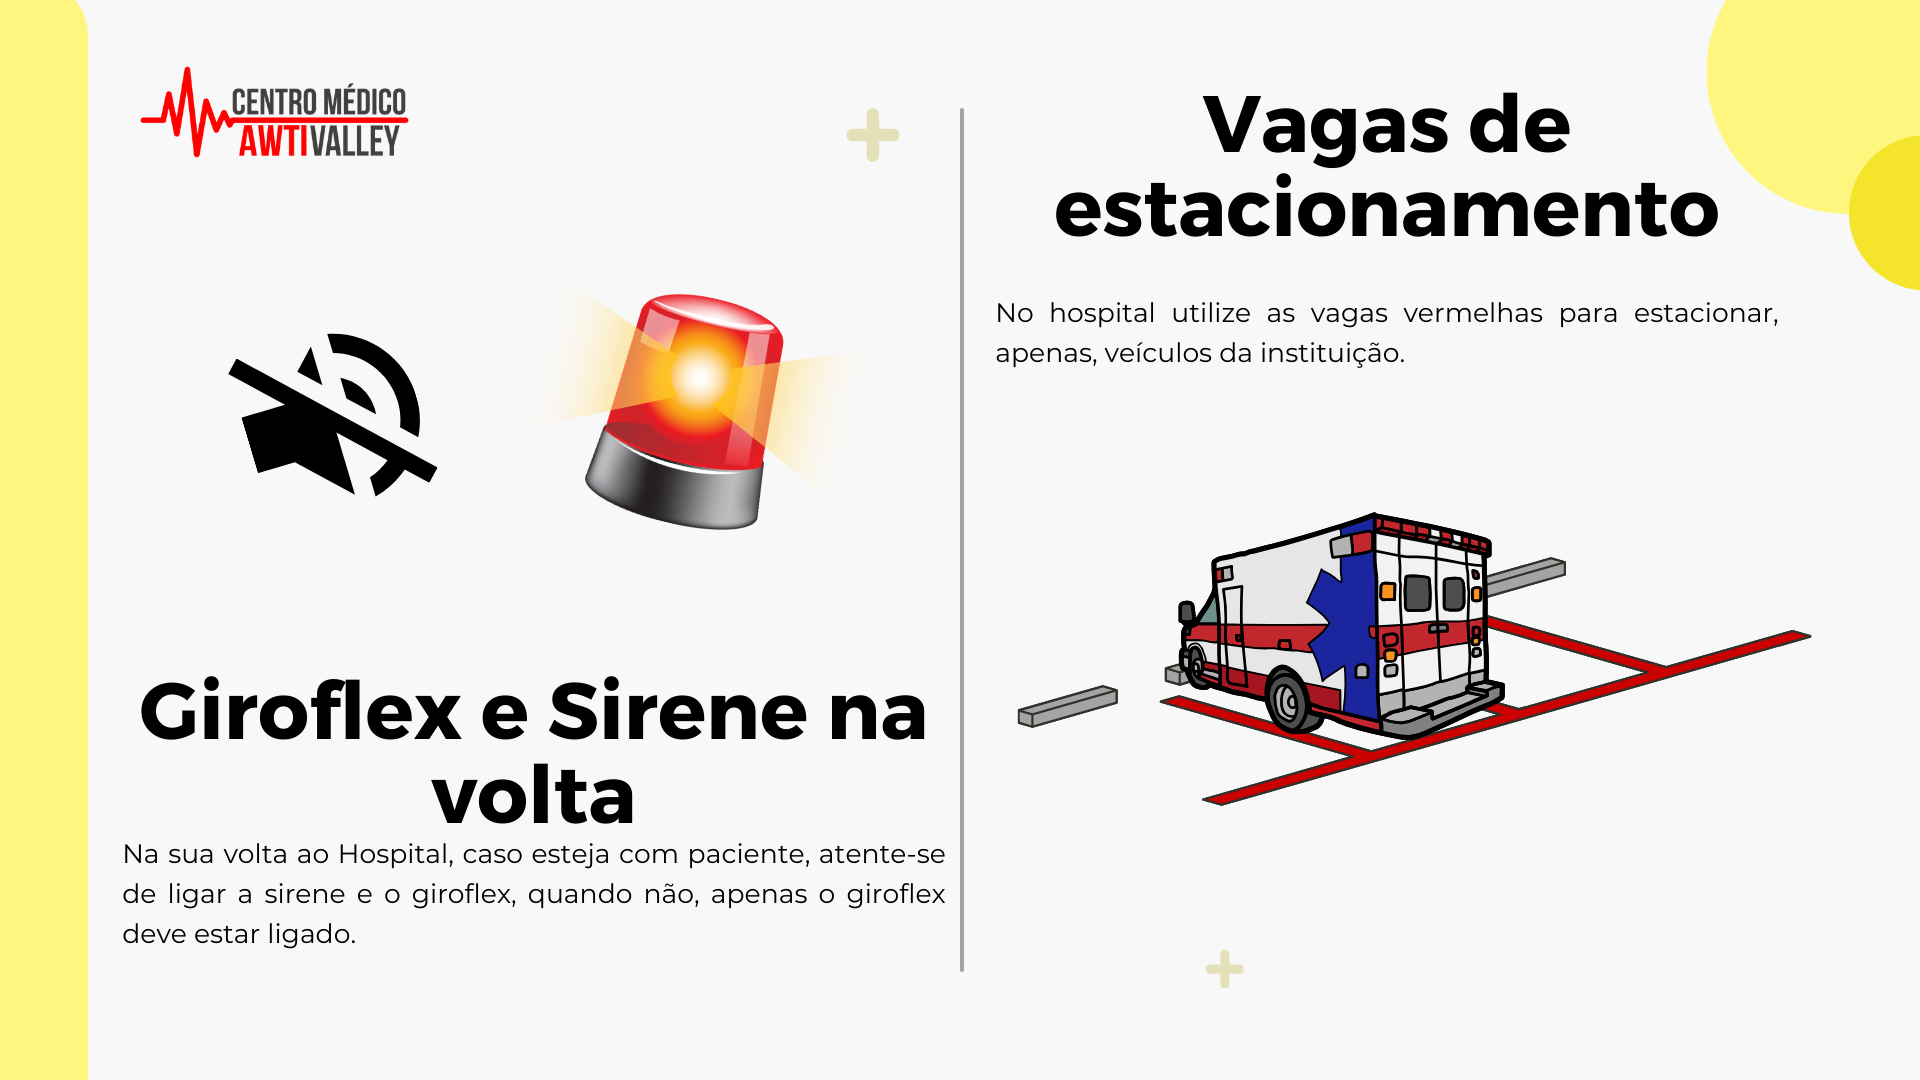 CENTRO MÉDICO
AWTIVALLEY
Giroflex e Sirene na
volta
Na sua volta ao Hospital, caso esteja com paciente, atente-se
de ligar a sirene e o giroflex, quando não, apenas o giroflex
deve estar ligado.
Vagas de
estacionamento
No hospital utilize as vagas vermelhas para estacionar,
apenas, veículos da instituição.